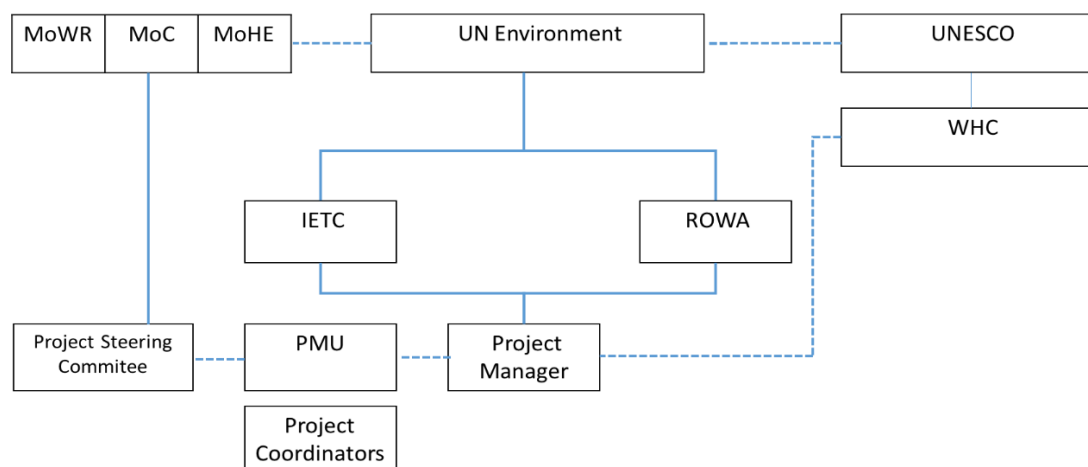 MoWR
MoC
MoHE
UN Environment
UNESCO
WHC
IETC
ROWA
Project Steering
Commitee
PMU
Project
Manager
Project
Coordinators